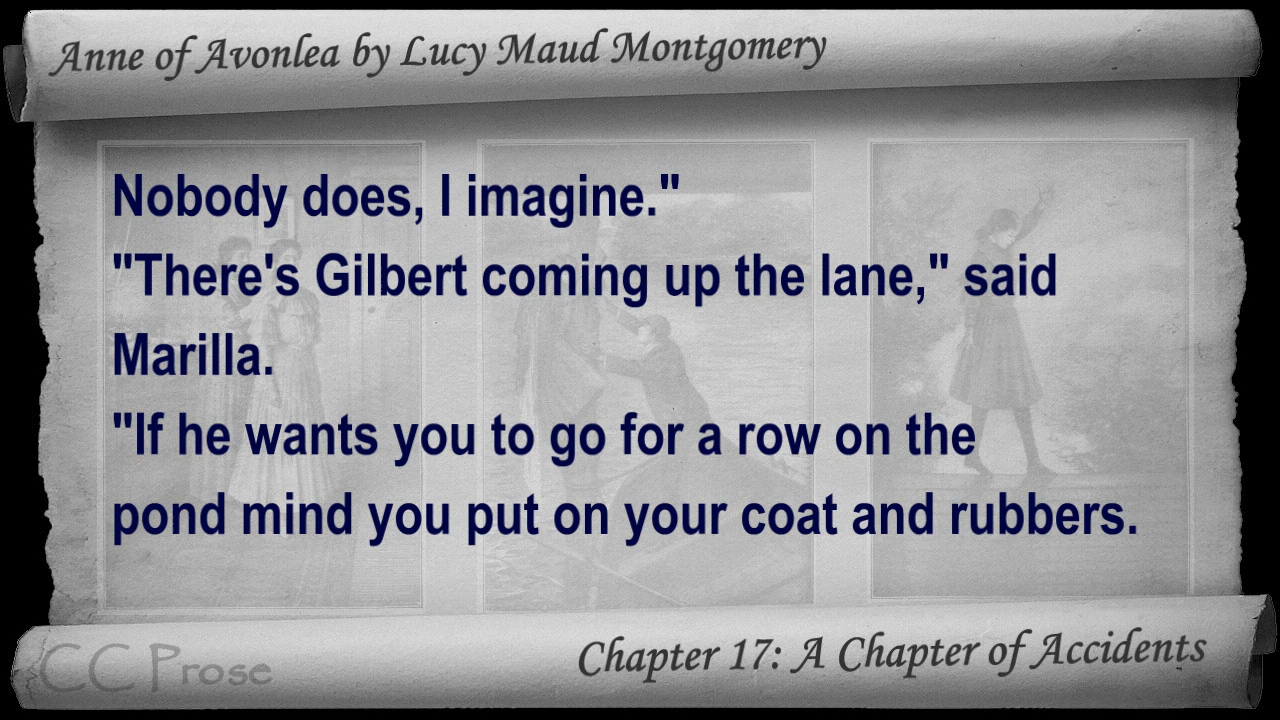 Anne of Avonlea by Lucy Maud Montgomery
Nobody does, I imagine."
"There's Gilbert coming up the lane," said
Marilla.
"If he wants you to go for a row on the
pond mind you put on your coat and rubbers.
CC Prose
Chapter 17: A Chapter of Accidents